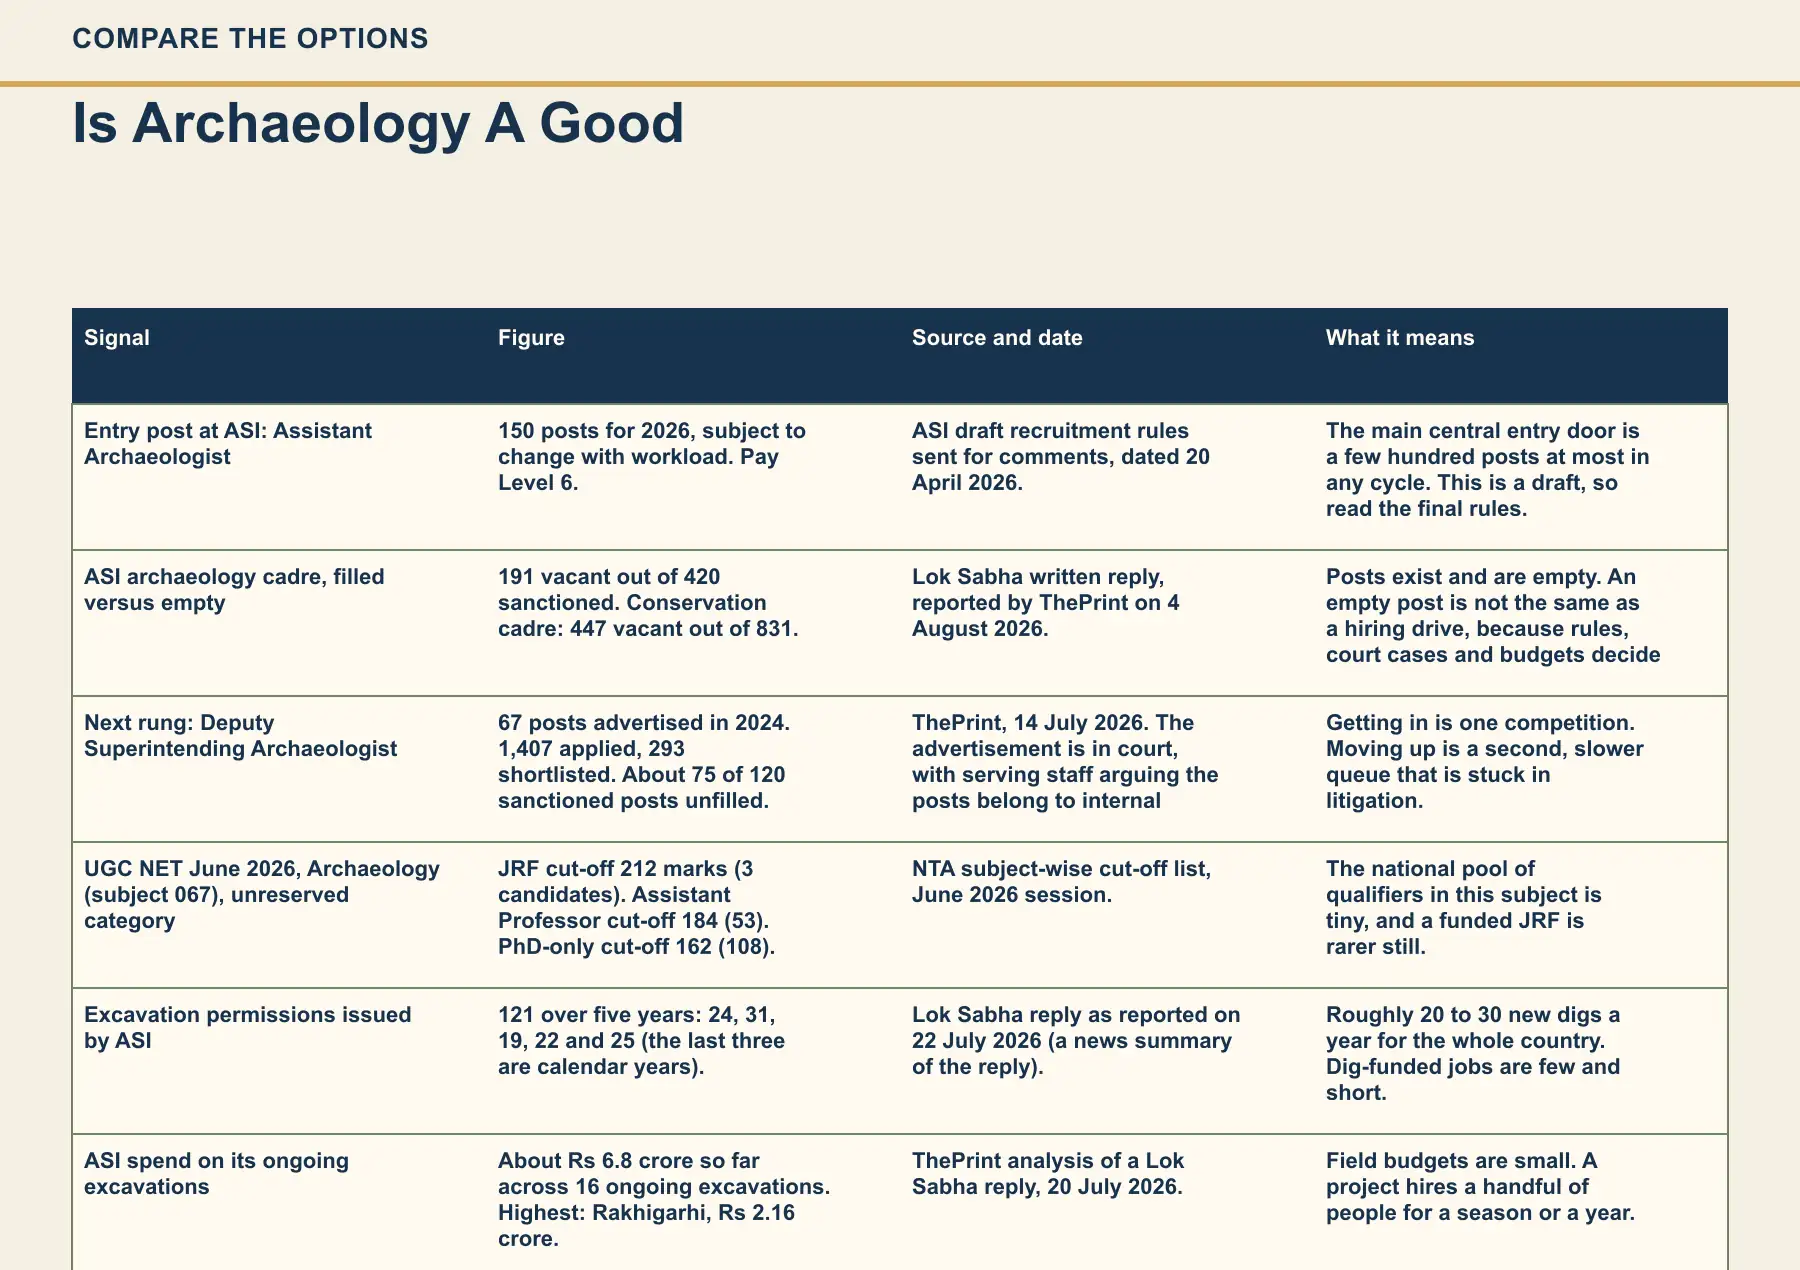 COMPARE THE OPTIONS
Is Archaeology A Good
Signal
Figure
Source and date
What it means
Entry post at ASI: Assistant
Archaeologist
150 posts for 2026, subject to
change with workload. Pay
Level 6.
ASI draft recruitment rules
sent for comments, dated 20
April 2026.
The main central entry door is
a few hundred posts at most in
any cycle. This is a draft, so
read the final rules.
ASI archaeology cadre, filled
versus empty
191 vacant out of 420
sanctioned. Conservation
cadre: 447 vacant out of 831.
Lok Sabha written reply,
reported by ThePrint on 4
August 2026.
Posts exist and are empty. An
empty post is not the same as
a hiring drive, because rules,
court cases and budgets decide
Next rung: Deputy
Superintending Archaeologist
67 posts advertised in 2024.
1,407 applied, 293
shortlisted. About 75 of 120
sanctioned posts unfilled.
ThePrint, 14 July 2026. The
advertisement is in court,
with serving staff arguing the
posts belong to internal
Getting in is one competition.
Moving up is a second, slower
queue that is stuck in
litigation.
UGC NET June 2026, Archaeology
(subject 067), unreserved
category
JRF cut-off 212 marks (3
candidates). Assistant
Professor cut-off 184 (53).
PhD-only cut-off 162 (108).
NTA subject-wise cut-off list,
June 2026 session.
The national pool of
qualifiers in this subject is
tiny, and a funded JRF is
rarer still.
Excavation permissions issued
by ASI
121 over five years: 24, 31,
19, 22 and 25 (the last three
are calendar years).
Lok Sabha reply as reported on
22 July 2026 (a news summary
of the reply).
Roughly 20 to 30 new digs a
year for the whole country.
Dig-funded jobs are few and
short.
ASI spend on its ongoing
excavations
About Rs 6.8 crore so far
across 16 ongoing excavations.
Highest: Rakhigarhi, Rs 2.16
crore.
ThePrint analysis of a Lok
Sabha reply, 20 July 2026.
Field budgets are small. A
project hires a handful of
people for a season or a year.